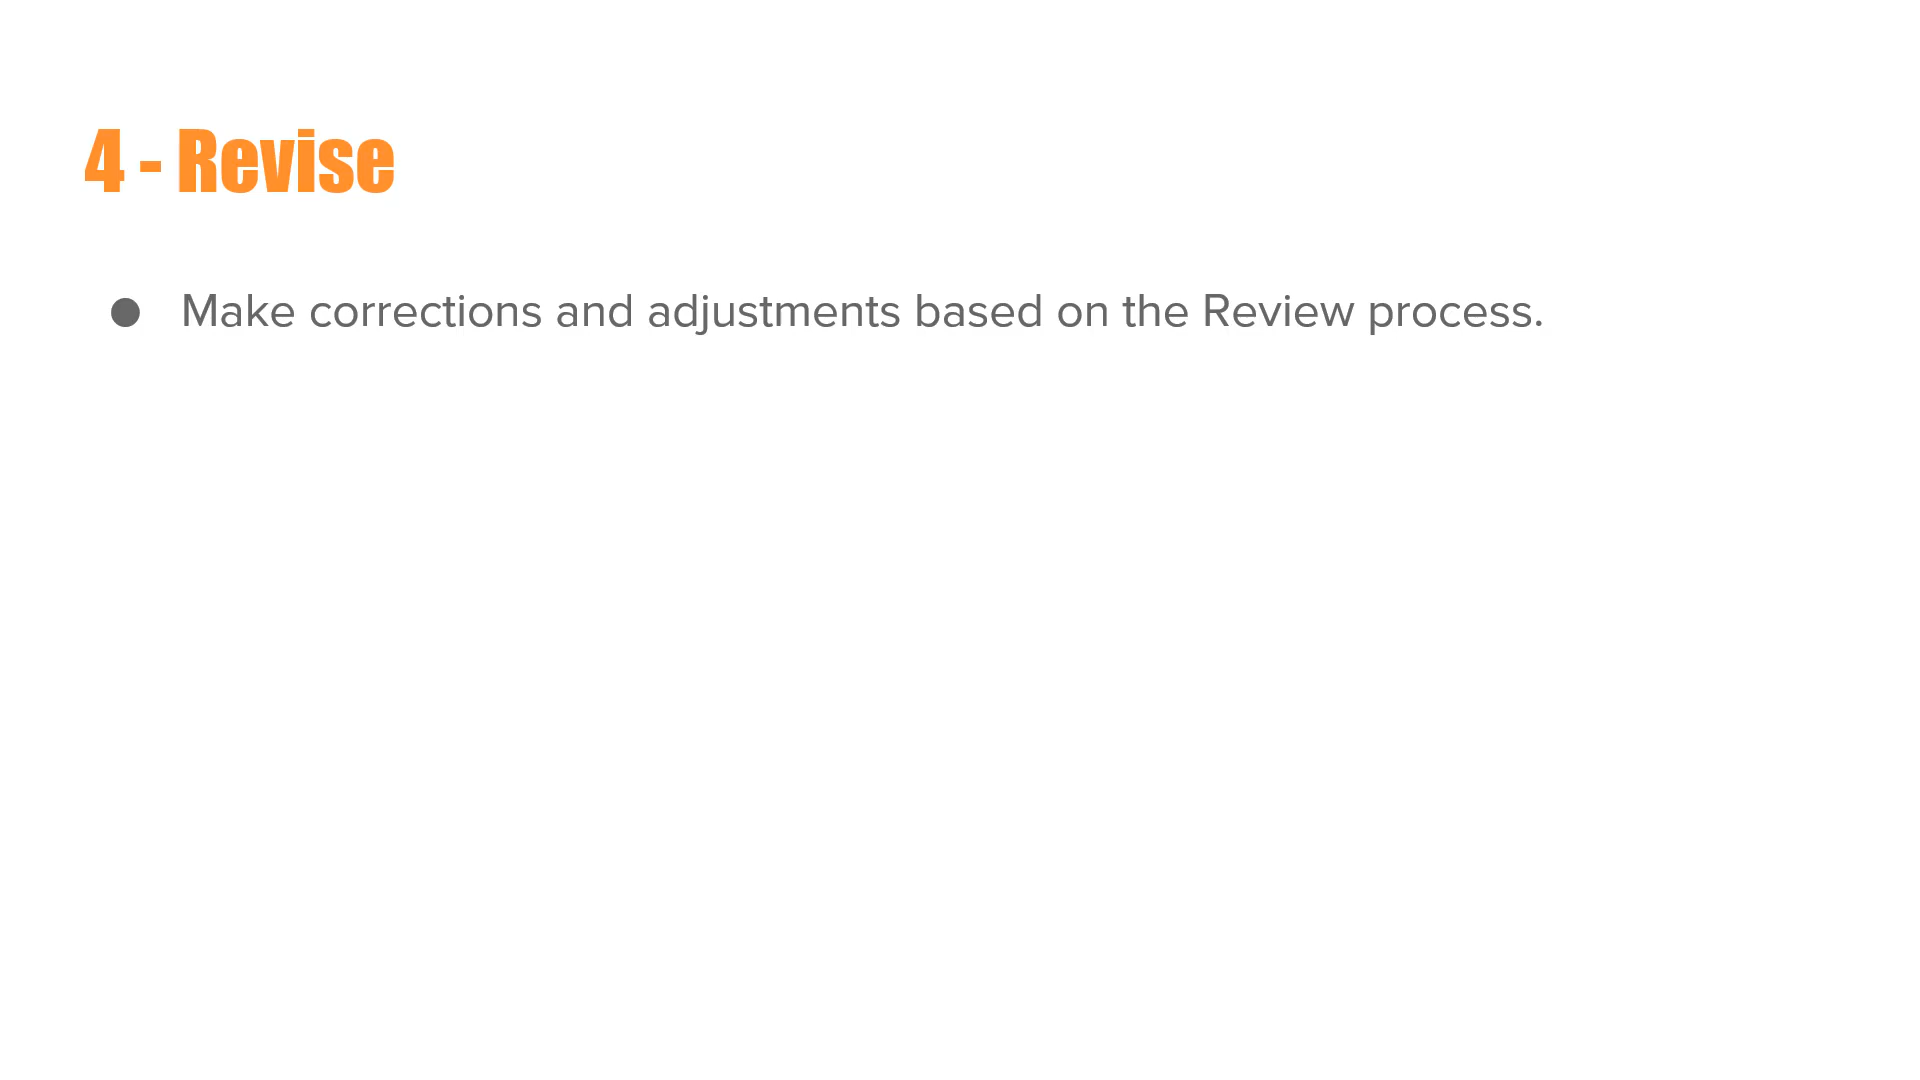 4 - Revise
● Make corrections and adjustments based on the Review process.